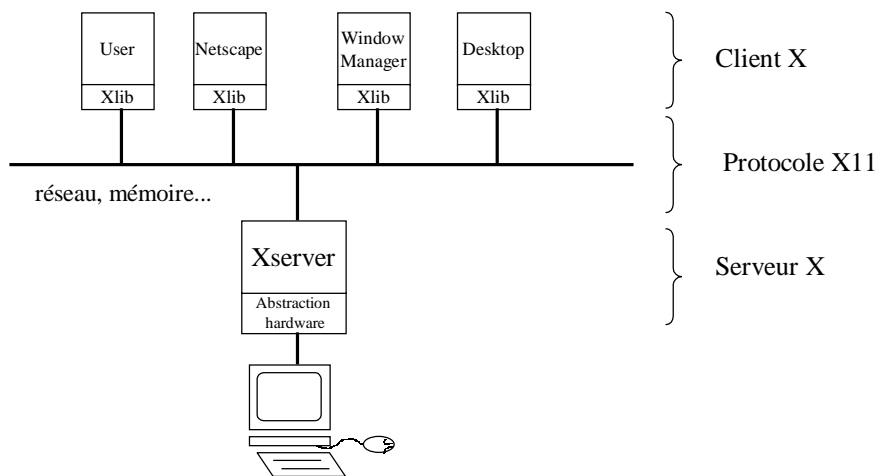 User
Netscape
Window
Manager
Desktop
Xlib
Xlib
Xlib
Xlib
Client X
Protocole X11
réseau, mémoire...
Xserver
Abstraction
hardware
Serveur X